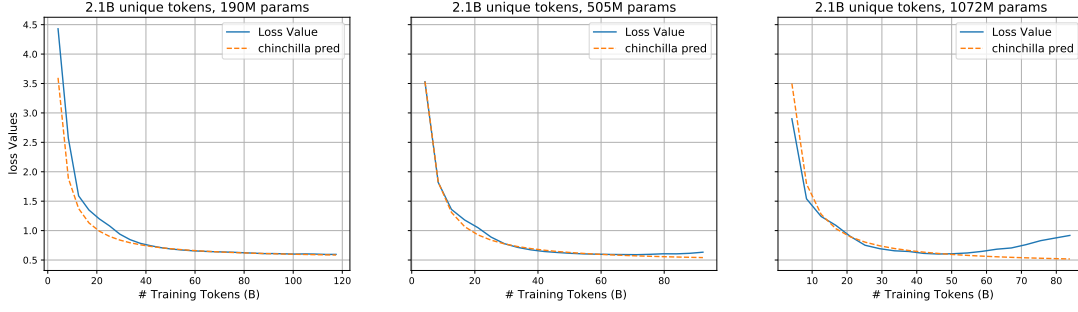 2.1B unique tokens, 190M params
loss Values
4.5
4.0
3.5
3.0
2.5
2.0
1.5
1.0
0.5
Loss Value
chinchilla pred
0 20 40 60 80 100 120
# Training Tokens (B)
2.1B unique tokens, 505M params
Loss Value
chinchilla pred
0 20 40 60 80
# Training Tokens (B)
2.1B unique tokens, 1072M params
Loss Value
chinchilla pred
10 20 30 40 50 60 70 80
# Training Tokens (B)